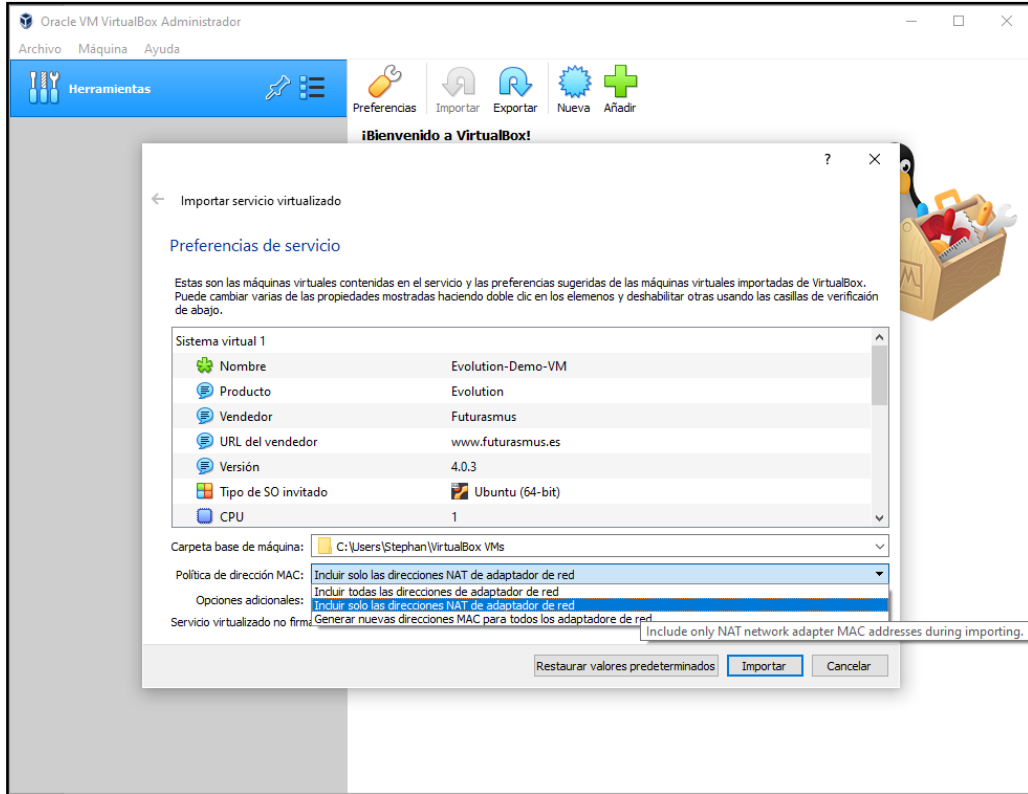 Oracle VM VirtualBox Administrador
Archivo Máquina Ayuda
Herramientas
Preferencias Importar Exportar Nueva Añadir
¡Bienvenido a VirtualBox!
?
Importar servicio virtualizado
Preferencias de servicio
Estas son las máquinas virtuales contenidas en el servicio y las preferencias sugeridas de las máquinas virtuales importadas de VirtualBox.
Puede cambiar varias de las propiedades mostradas haciendo doble clic en los elemenos y deshabilitar otras usando las casillas de verificaión
de abajo.
Sistema virtual 1
Nombre Evolution-Demo-VM
Producto Evolution
Vendedor Futurasmus
URL del vendedor www.futurasmus.es
Versión 4.0.3
Tipo de SO invitado Ubuntu (64-bit)
CPU 1
Carpeta base de máquina: C:\Users\Stephan\VirtualBox VMs
Política de dirección MAC: Incluir solo las direcciones NAT de adaptador de red
Incluir todas las direcciones de adaptador de red
Opciones adicionales: Incluir solo las direcciones NAT de adaptador de red
Servicio virtualizado no firma Generar nuevas direcciones MAC para todos los adaptadore de red
Include only NAT network adapter MAC addresses during importing.
Restaurar valores predeterminados Importar Cancelar